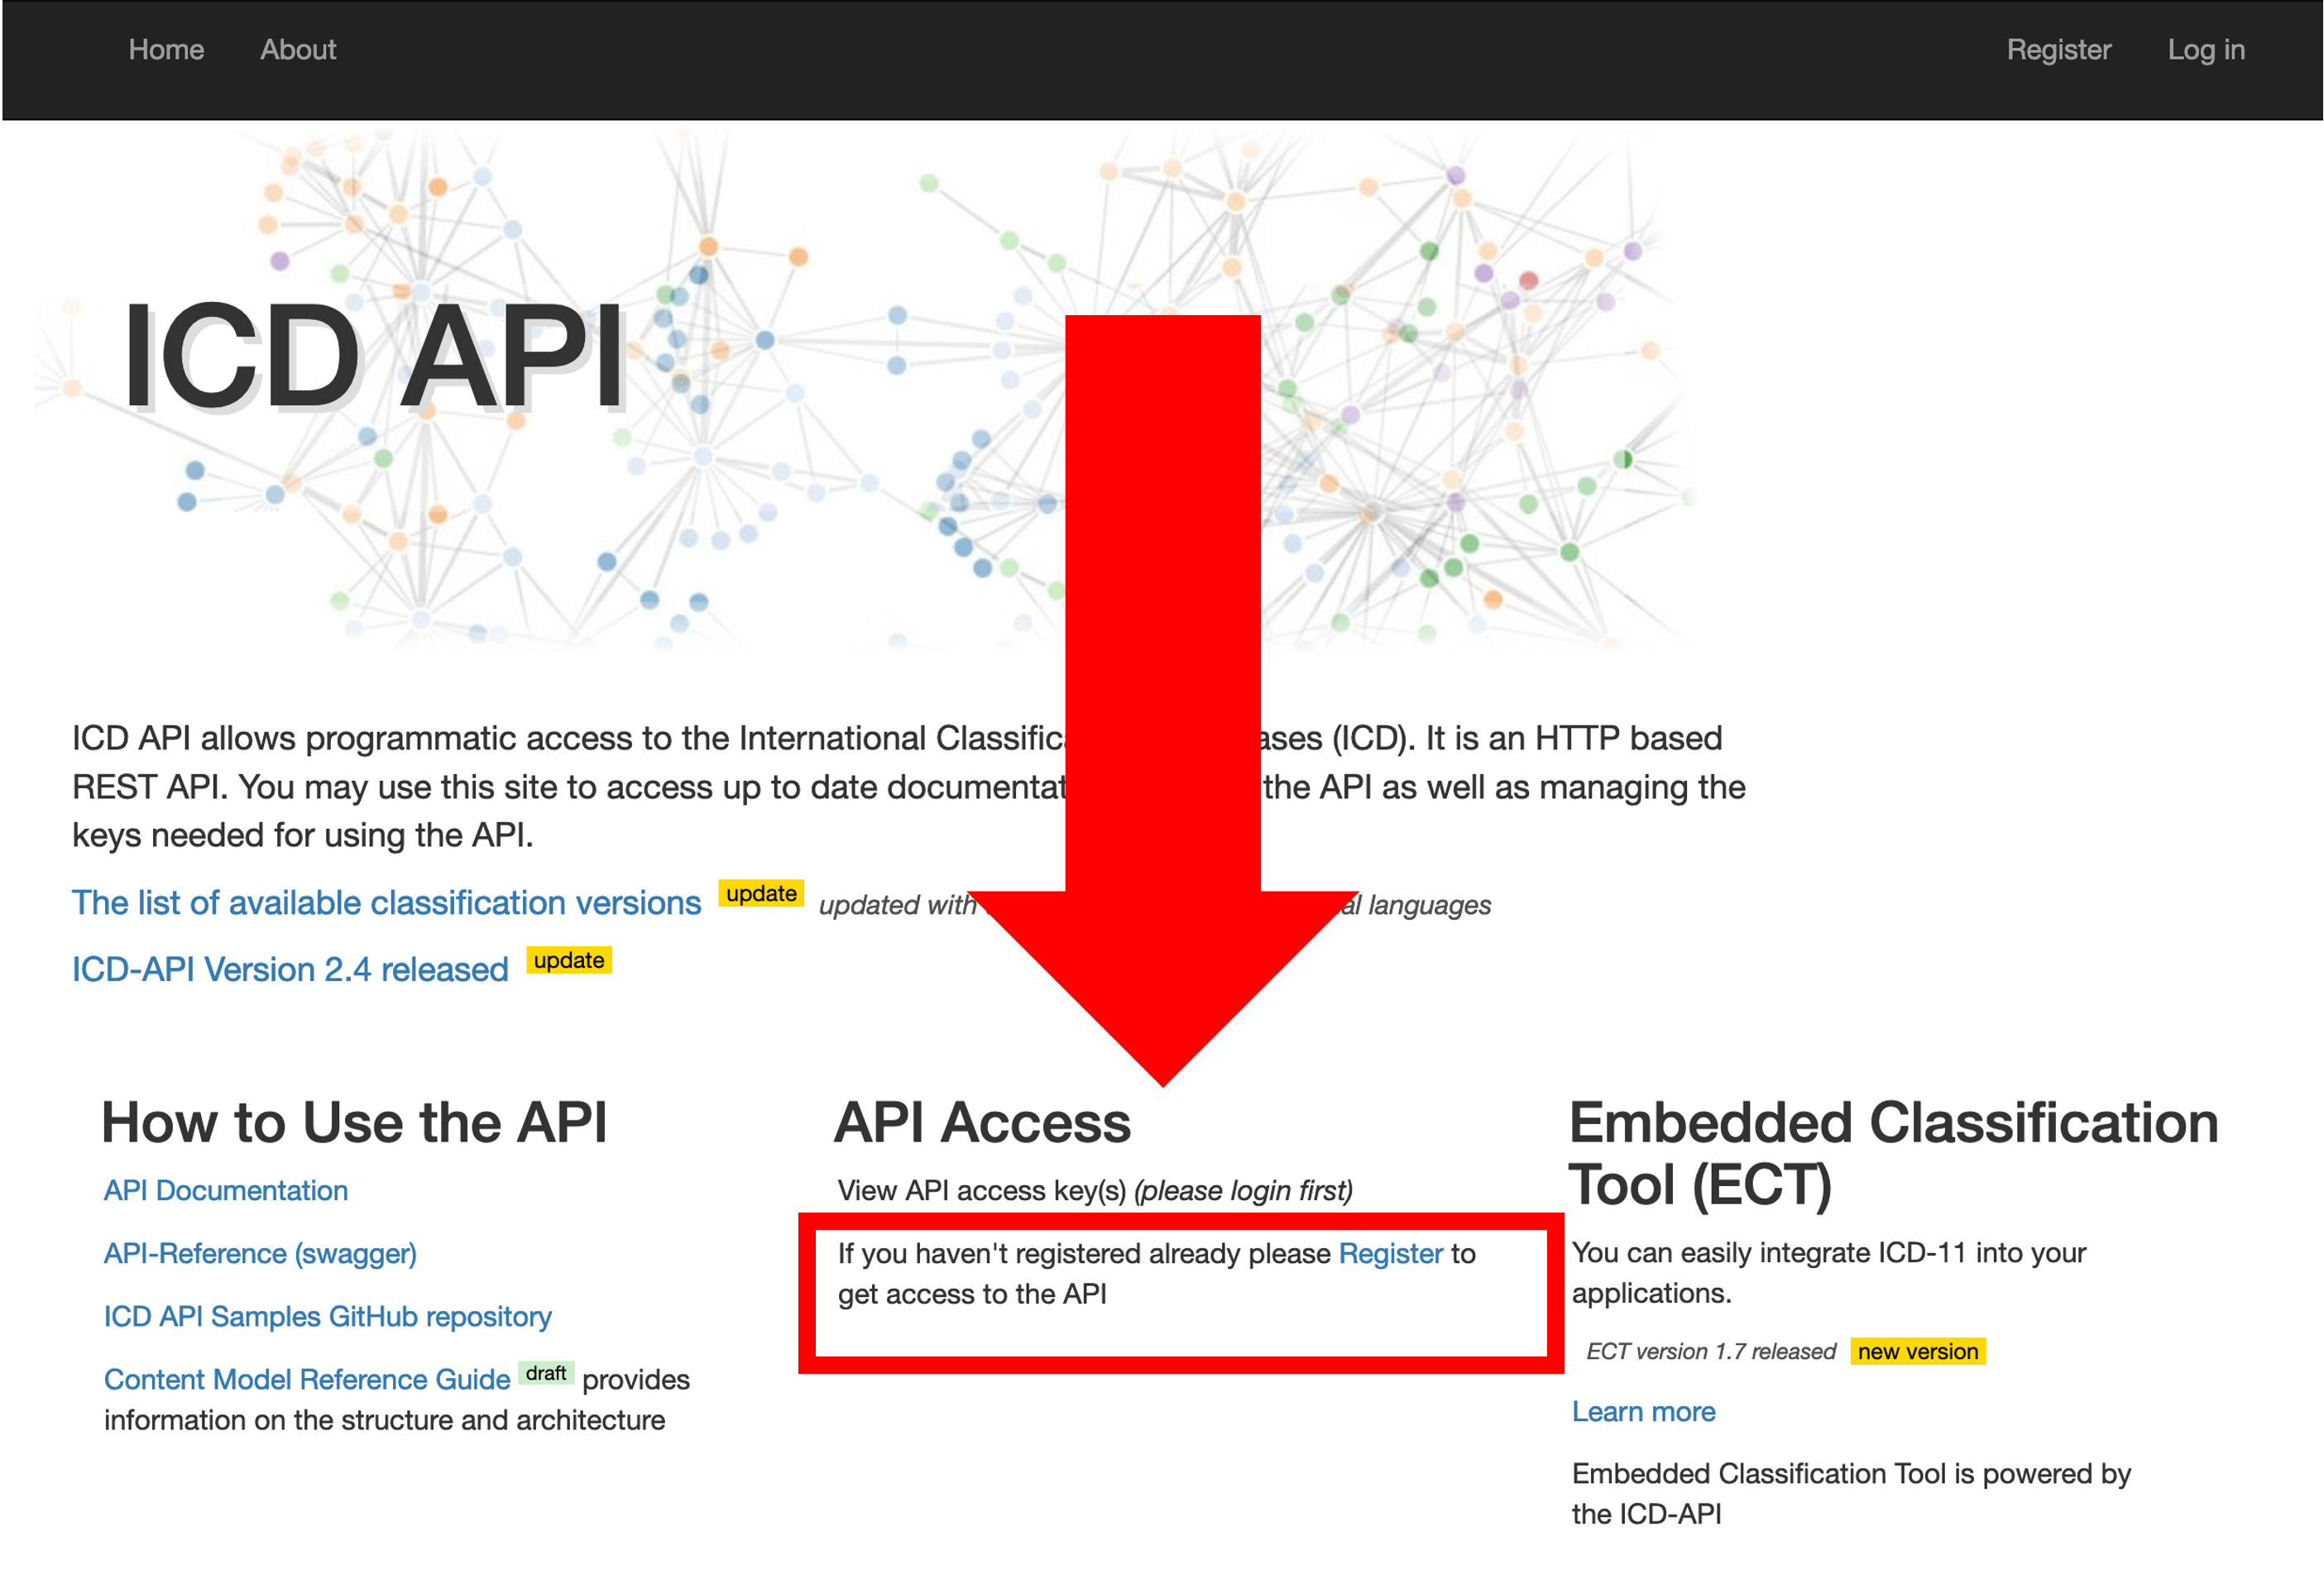 Home About Register Log in
ICD API
ICD API allows programmatic access to the International Classific ases (ICD). It is an HTTP based
REST API. You may use this site to access up to date documentat the API as well as managing the
keys needed for using the API.
The list of available classification versions update updated with languages
ICD-API Version 2.4 released update
How to Use the API
API Documentation
API-Reference (swagger)
ICD API Samples GitHub repository
Content Model Reference Guide draft provides
information on the structure and architecture
API Access
View API access key(s) (please login first)
If you haven't registered already please Register to
get access to the API
Embedded Classification
Tool (ECT)
You can easily integrate ICD-11 into your
applications.
ECT version 1.7 released new version
Learn more
Embedded Classification Tool is powered by
the ICD-API